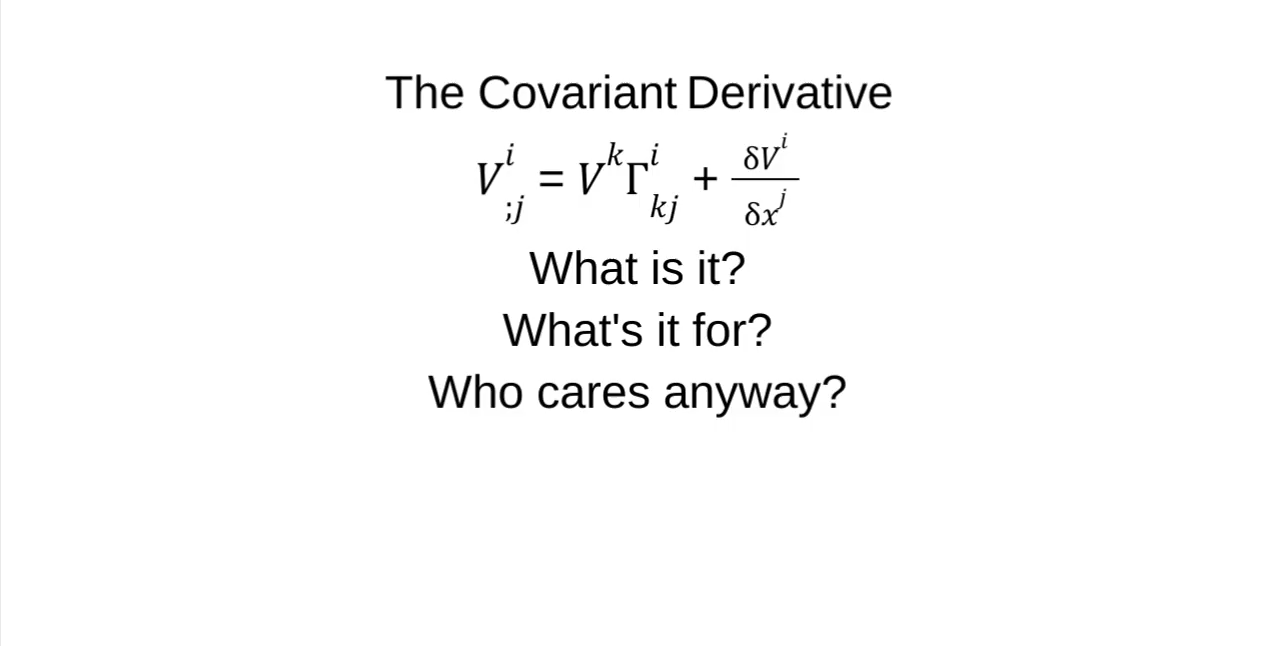 The Covariant Derivative
V^i_{;j} = V^k Γ^i_{kj} + δV^i/δx^j
What is it?
What's it for?
Who cares anyway?